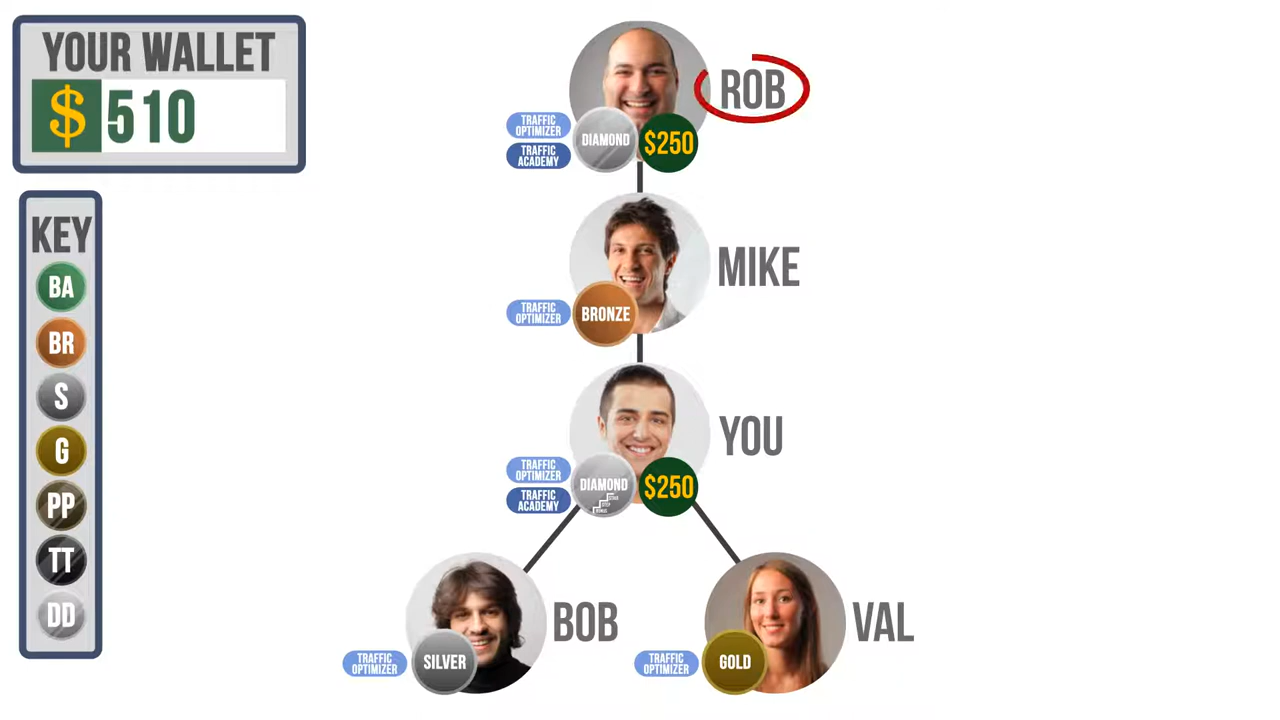 YOUR WALLET
$ 510
KEY
BA
BR
S
G
PP
TT
DD
ROB
TRAFFIC
OPTIMIZER
TRAFFIC
ACADEMY
DIAMOND
$250
MIKE
TRAFFIC
OPTIMIZER
BRONZE
YOU
TRAFFIC
OPTIMIZER
TRAFFIC
ACADEMY
DIAMOND
$250
BOB
TRAFFIC
OPTIMIZER
SILVER
VAL
TRAFFIC
OPTIMIZER
GOLD